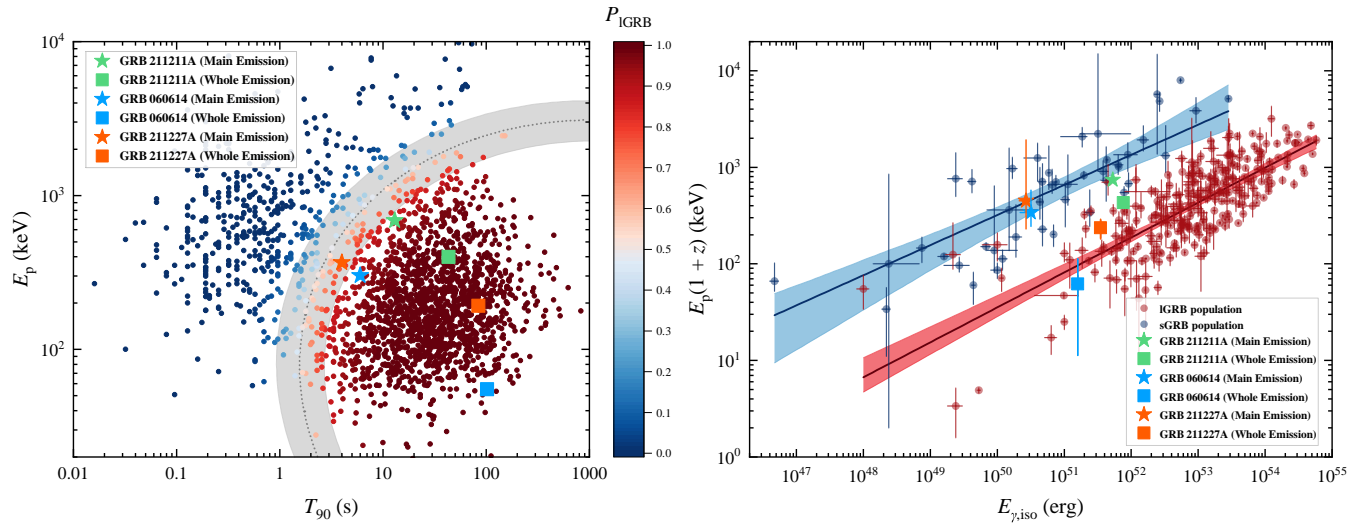 P_lGRB
10^4
10^3
10^2
E_p (keV)
0.01
0.1
1
10
100
1000
T_90 (s)
GRB 211211A (Main Emission)
GRB 211211A (Whole Emission)
GRB 060614 (Main Emission)
GRB 060614 (Whole Emission)
GRB 211227A (Main Emission)
GRB 211227A (Whole Emission)
1.0
0.9
0.8
0.7
0.6
0.5
0.4
0.3
0.2
0.1
0.0
10^4
10^3
10^2
10^1
10^0
E_p(1 + z) (keV)
10^47
10^48
10^49
10^50
10^51
10^52
10^53
10^54
10^55
E_γ,iso (erg)
lGRB population
sGRB population
GRB 211211A (Main Emission)
GRB 211211A (Whole Emission)
GRB 060614 (Main Emission)
GRB 060614 (Whole Emission)
GRB 211227A (Main Emission)
GRB 211227A (Whole Emission)